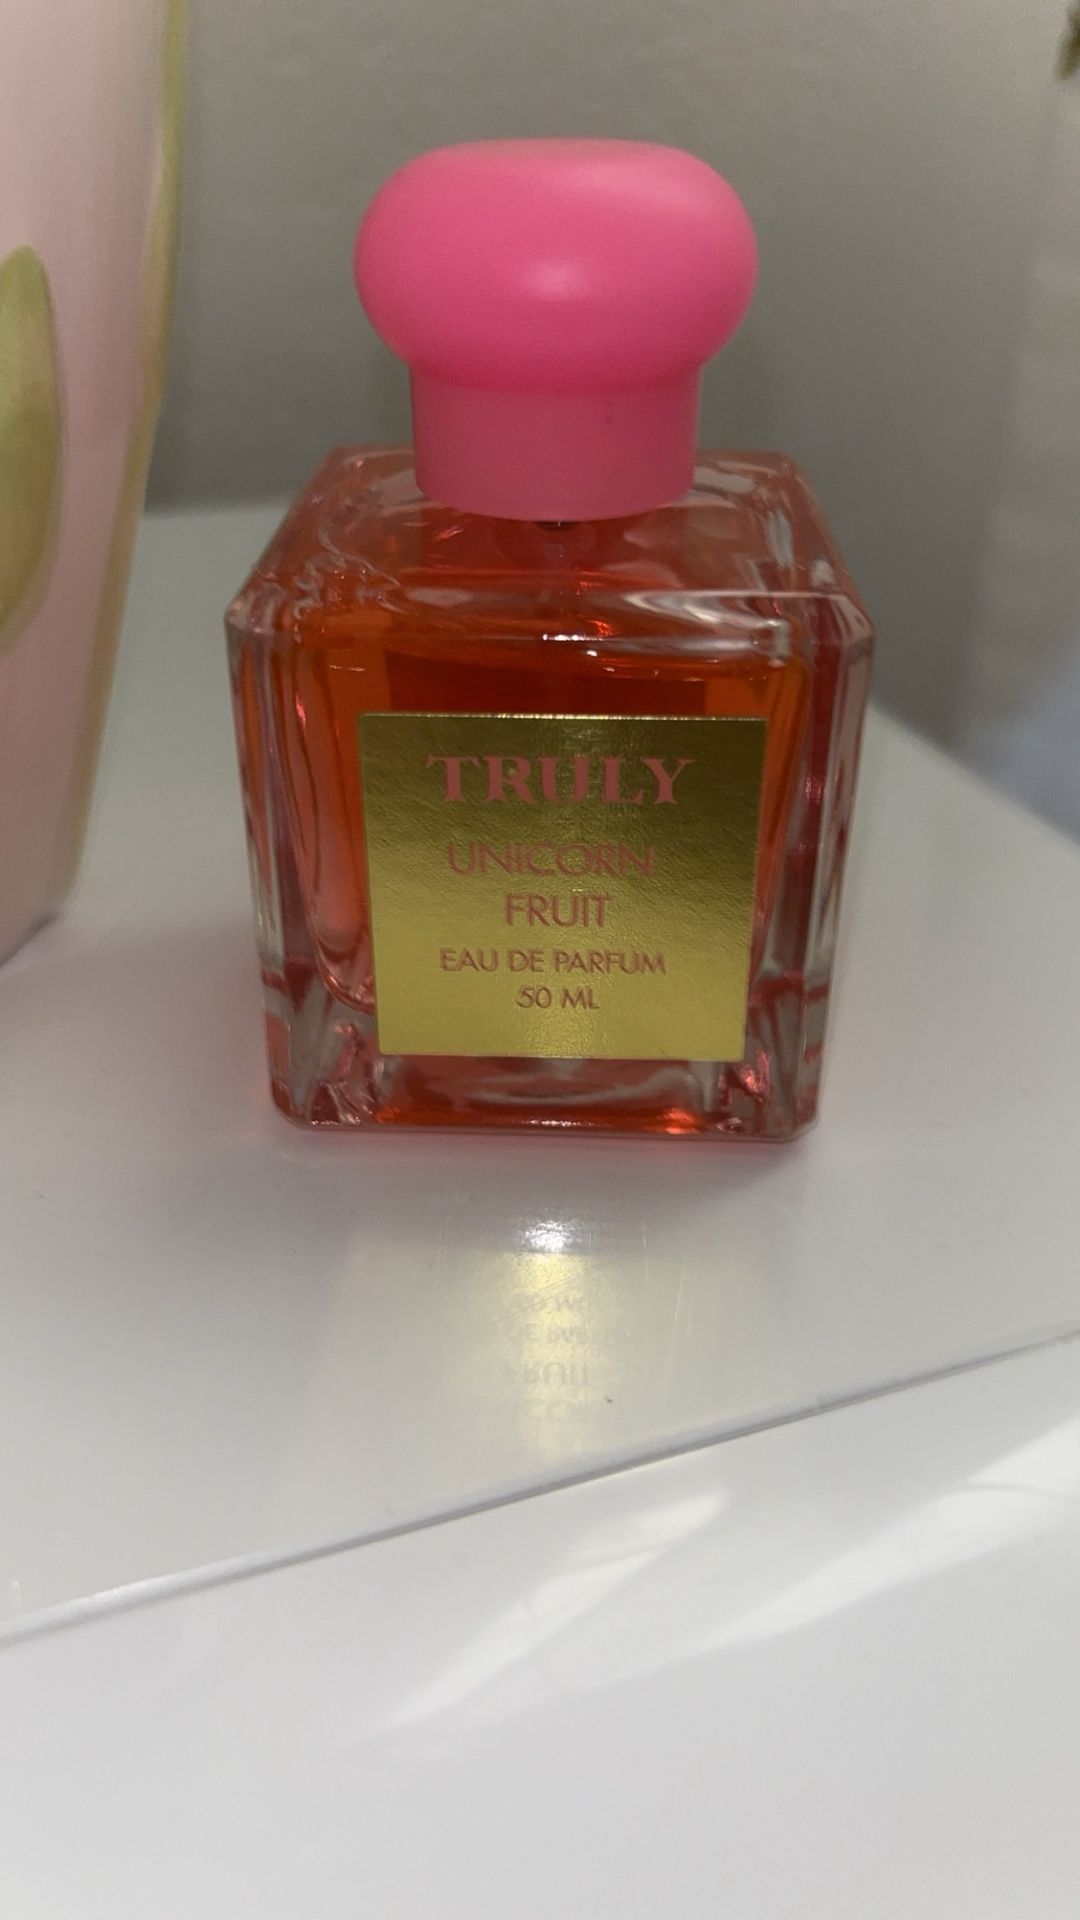 TRULY
UNICORN
FRUIT
EAU DE PARFUM
50 ML